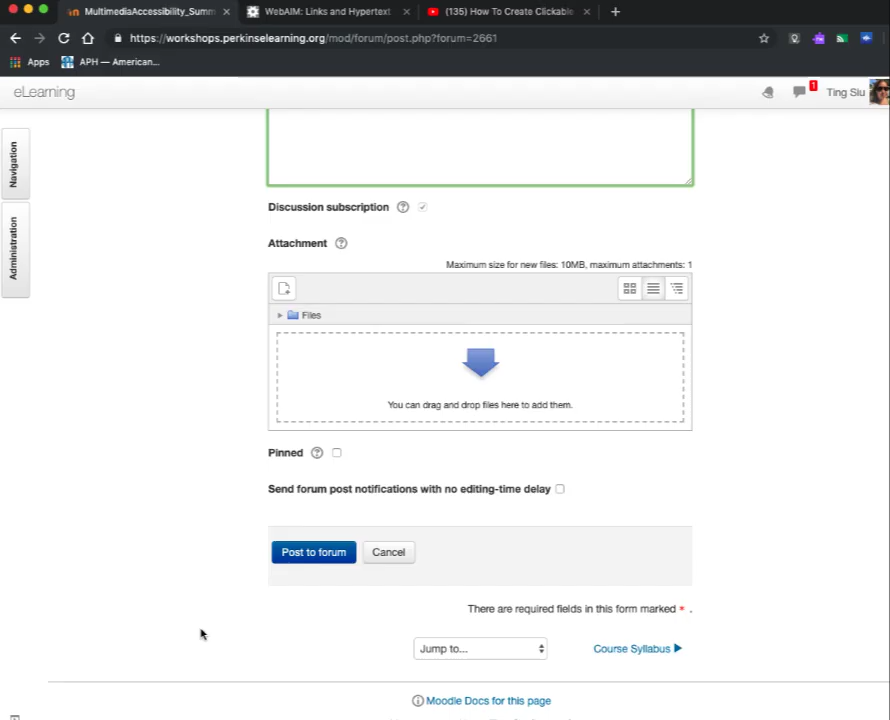 MultimediaAccessibility_Summ
WebAIM: Links and Hypertext
(135) How To Create Clickable
https://workshops.perkinselearning.org/mod/forum/post.php?forum=2661
Apps
APH — American...
eLearning
1
Ting Siu
Navigation
Administration
Discussion subscription
Attachment
Maximum size for new files: 10MB, maximum attachments: 1
Files
You can drag and drop files here to add them.
Pinned
Send forum post notifications with no editing-time delay
Post to forum
Cancel
There are required fields in this form marked * .
Jump to...
Course Syllabus
Moodle Docs for this page